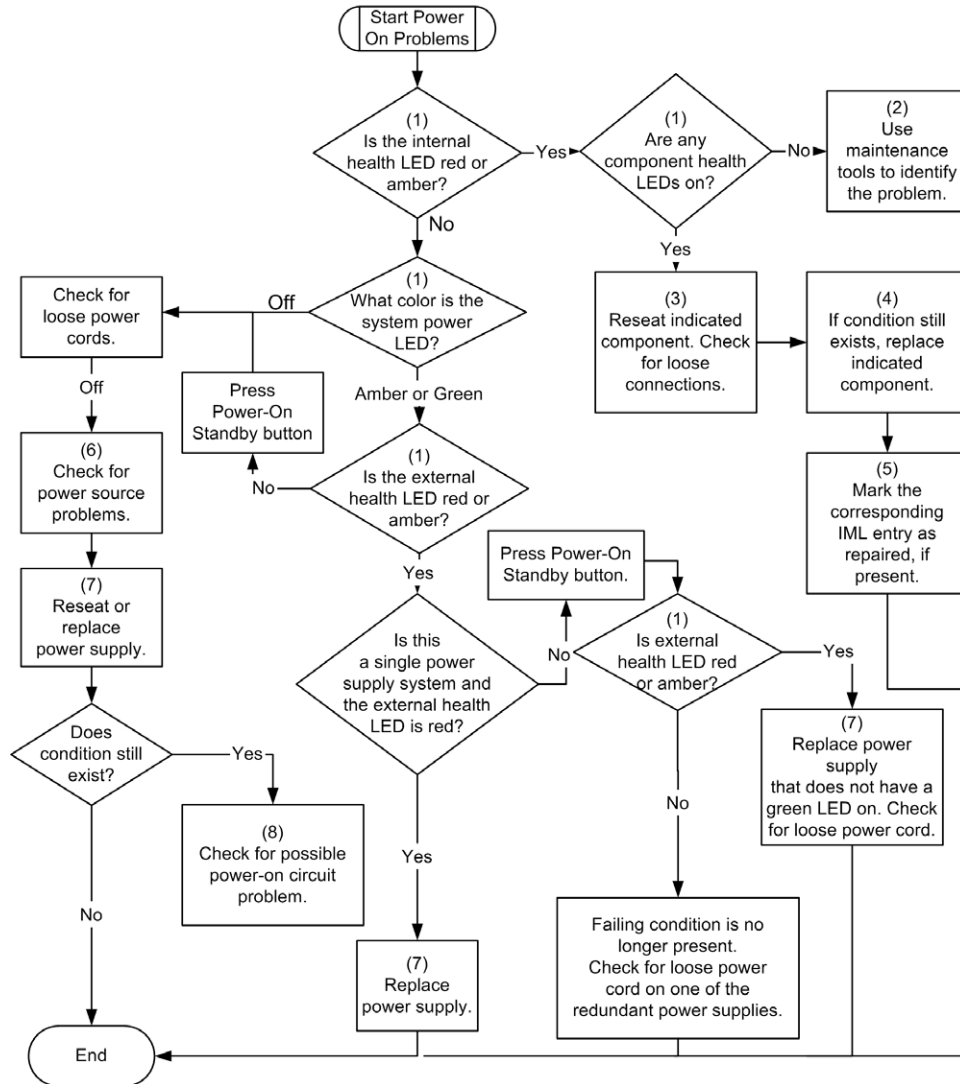 Start Power
On Problems
(1)
Is the internal
health LED red or
amber?
Yes
(1)
Are any
component health
LEDs on?
No
(2)
Use
maintenance
tools to identify
the problem.
No
Yes
Check for
loose power
cords.
Off
(1)
What color is the
system power
LED?
(3)
Reseat indicated
component. Check
for loose
connections.
(4)
If condition still
exists, replace
indicated
component.
Off
Press
Power-On
Standby button
Amber or Green
(6)
Check for
power source
problems.
No
(1)
Is the external
health LED red or
amber?
(5)
Mark the
corresponding
IML entry as
repaired, if
present.
Yes
Press Power-On
Standby button.
(7)
Reseat or
replace
power supply.
Is this
a single power
supply system and
the external health
LED is red?
No
(1)
Is external
health LED red
or amber?
Yes
Does
condition still
exist?
Yes
(7)
Replace power
supply
that does not have a
green LED on. Check
for loose power cord.
No
(8)
Check for possible
power-on circuit
problem.
Yes
No
Failing condition is no
longer present.
Check for loose power
cord on one of the
redundant power supplies.
(7)
Replace
power supply.
End